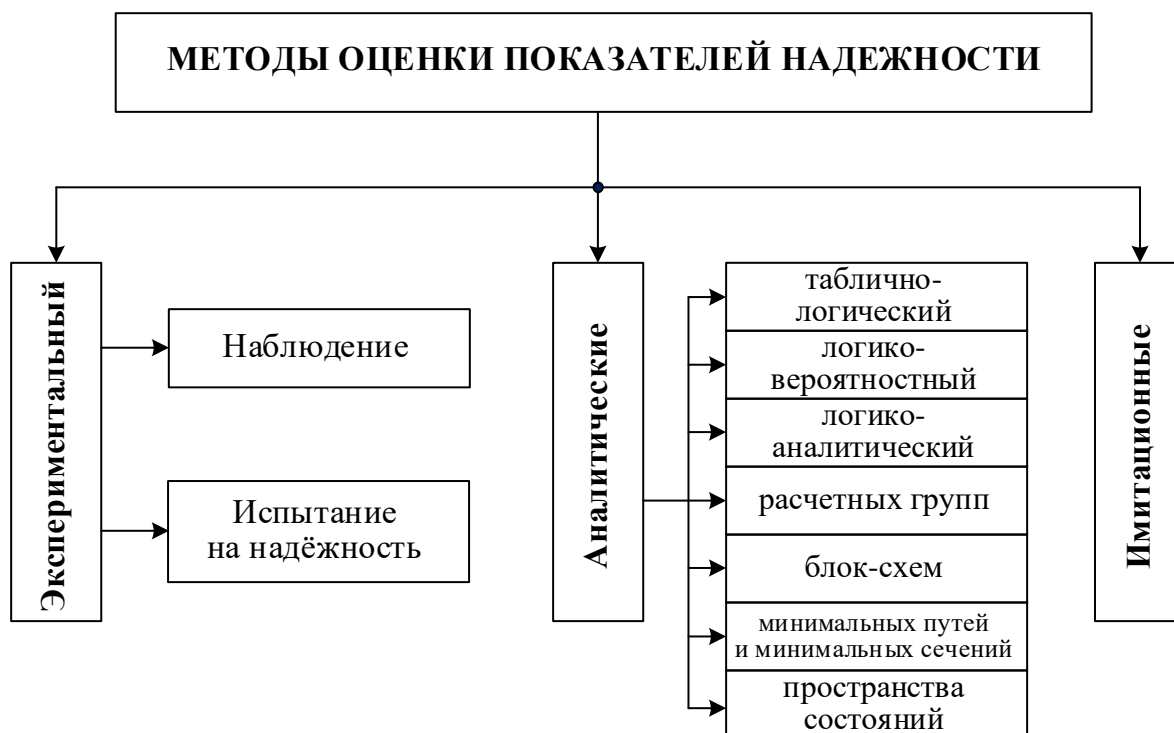 МЕТОДЫ ОЦЕНКИ ПОКАЗАТЕЛЕЙ НАДЕЖНОСТИ
Экспериментальный
Наблюдение
Испытание
на надёжность
Аналитические
таблично-
логический
логико-
вероятностный
логико-
аналитический
расчетных групп
блок-схем
минимальных путей
и минимальных сечений
пространства
состояний
Имитационные